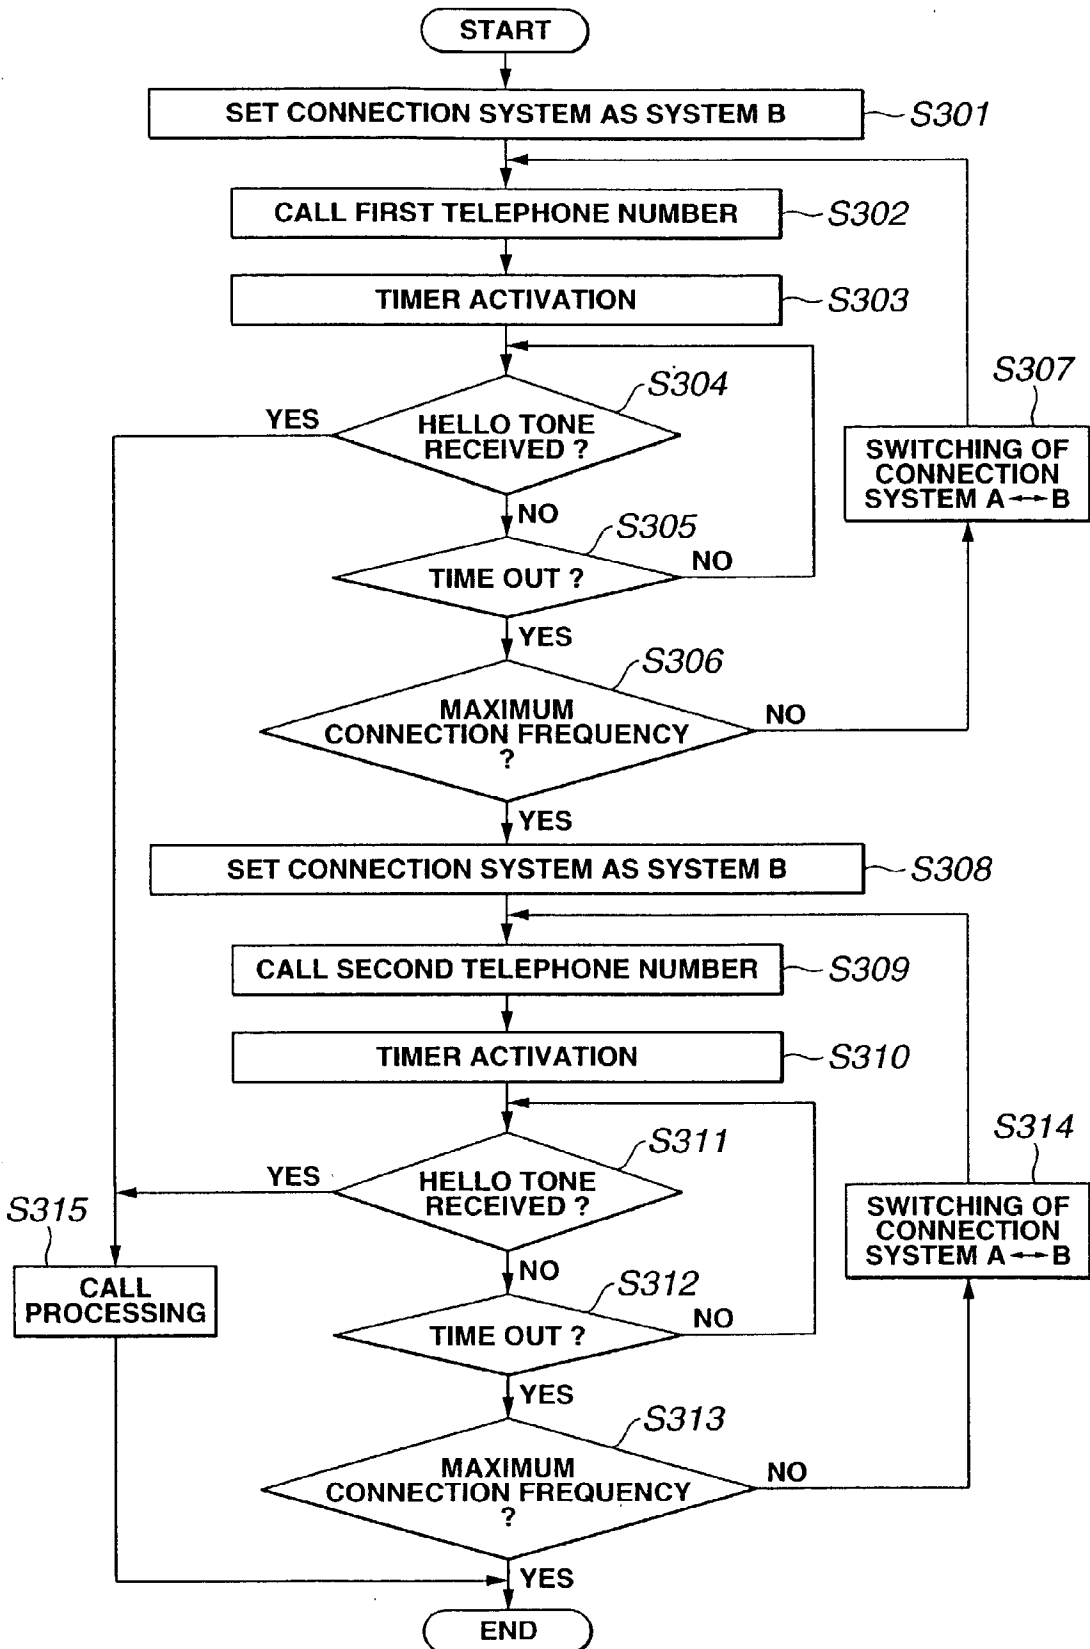 START
SET CONNECTION SYSTEM AS SYSTEM B
S301
CALL FIRST TELEPHONE NUMBER
S302
TIMER ACTIVATION
S303
S304
HELLO TONE
RECEIVED ?
YES
NO
S307
SWITCHING OF
CONNECTION
SYSTEM A ↔ B
S305
TIME OUT ?
NO
YES
S306
MAXIMUM
CONNECTION FREQUENCY
?
NO
YES
SET CONNECTION SYSTEM AS SYSTEM B
S308
CALL SECOND TELEPHONE NUMBER
S309
TIMER ACTIVATION
S310
S311
HELLO TONE
RECEIVED ?
YES
NO
S314
SWITCHING OF
CONNECTION
SYSTEM A ↔ B
S315
CALL
PROCESSING
S312
TIME OUT ?
NO
YES
S313
MAXIMUM
CONNECTION FREQUENCY
?
NO
YES
END